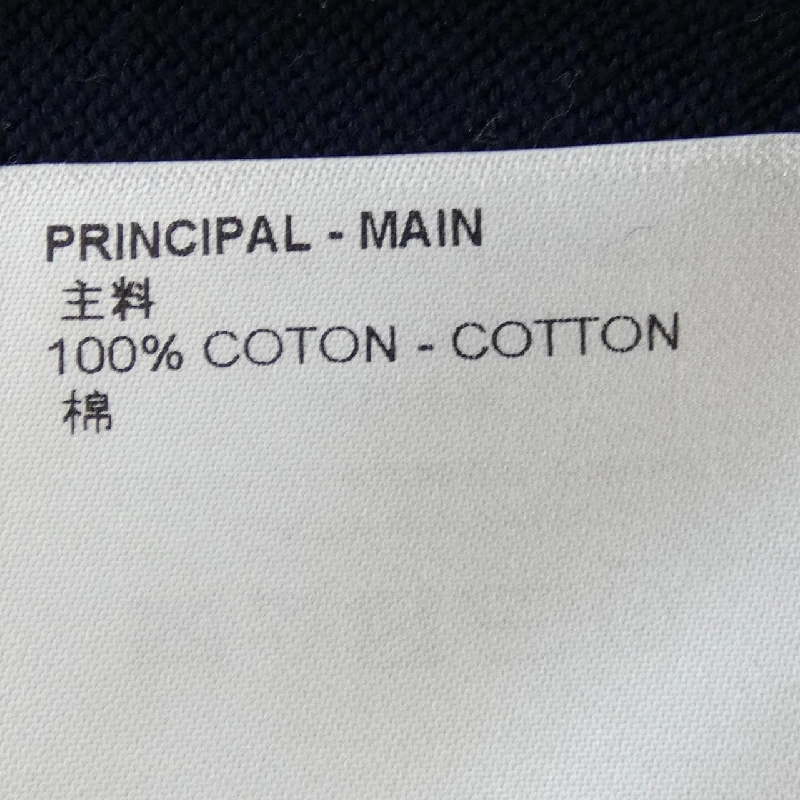 PRINCIPAL - MAIN
主料
100% COTON - COTTON
棉